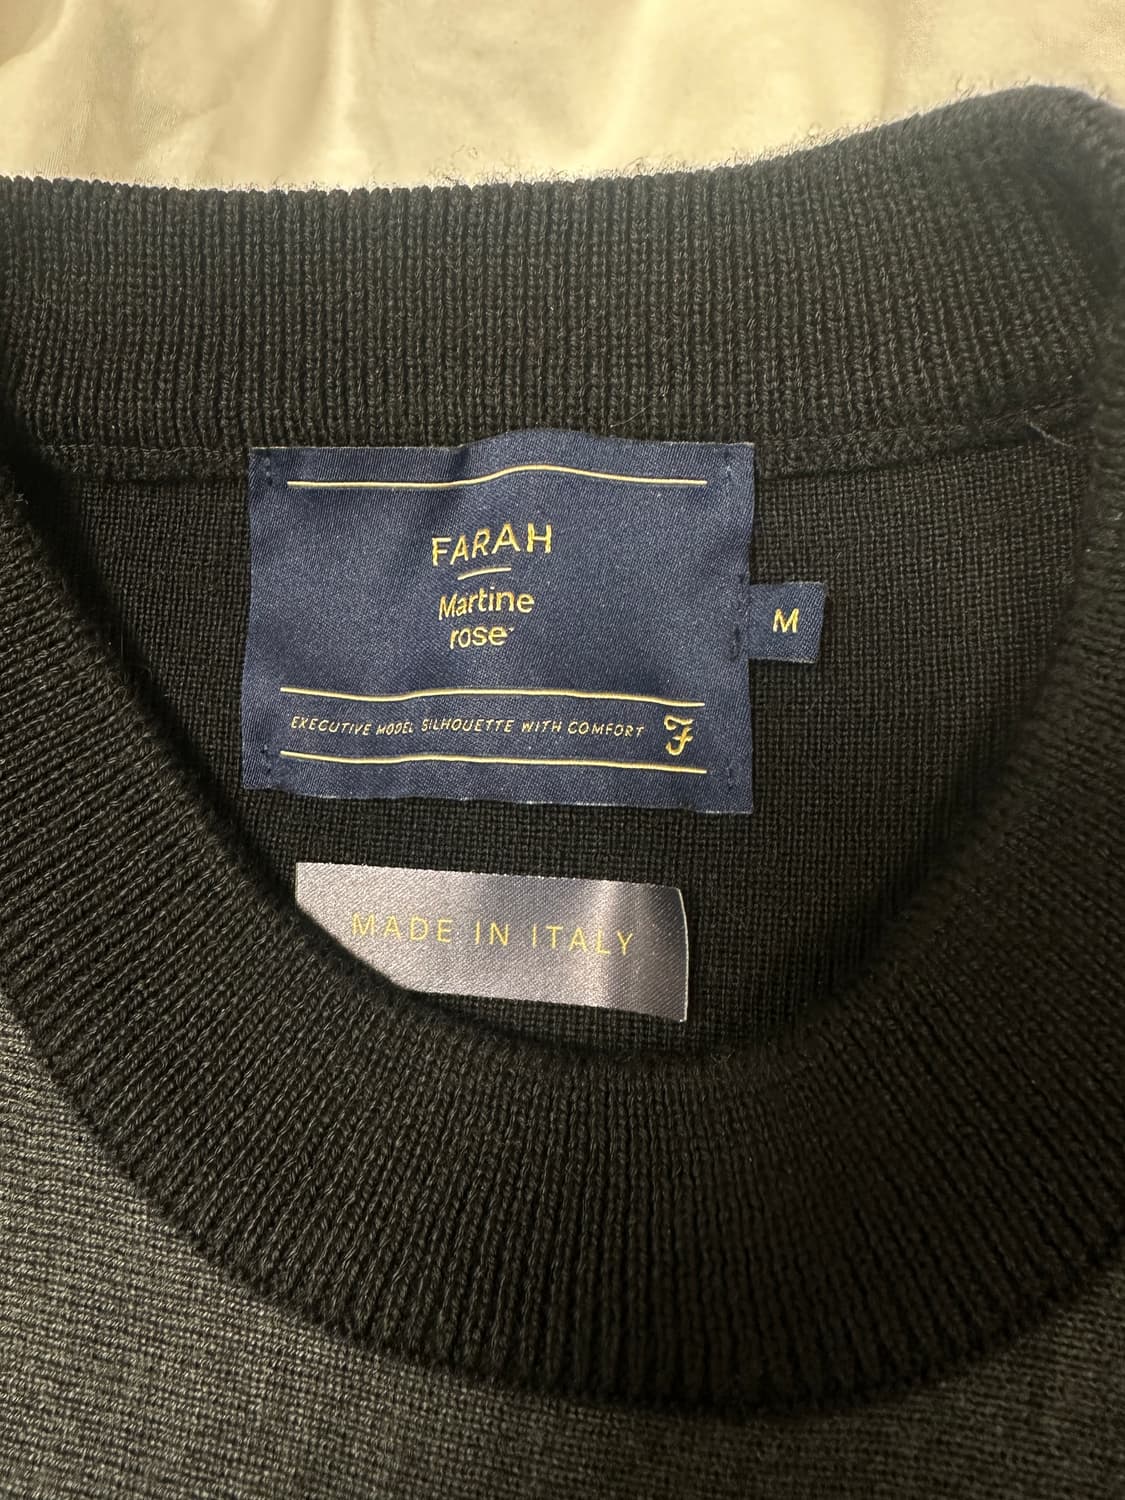 FARAH
Martine
rose
M
EXECUTIVE MODEL SILHOUETTE WITH COMFORT F
MADE IN ITALY